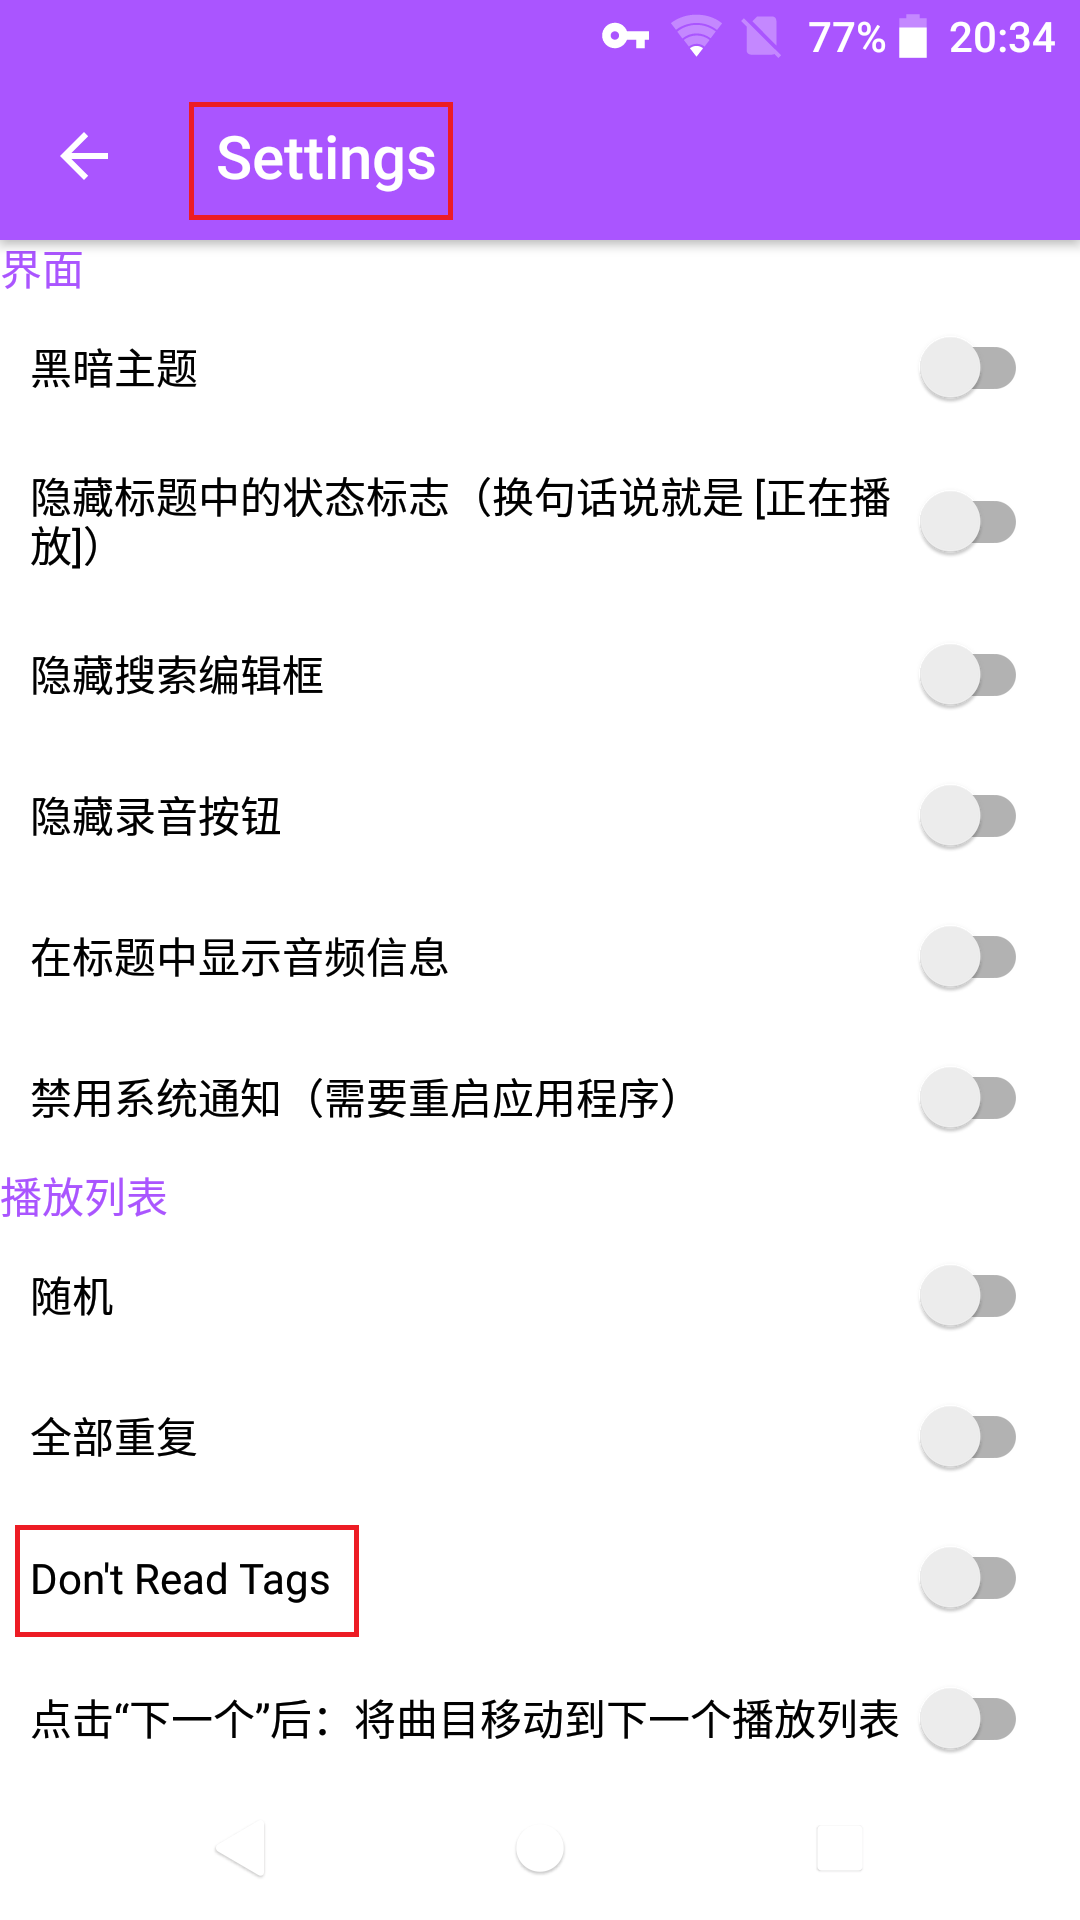 77% 20:34
Settings
界面
黑暗主题
隐藏标题中的状态标志（换句话说就是 [正在播
放]）
隐藏搜索编辑框
隐藏录音按钮
在标题中显示音频信息
禁用系统通知（需要重启应用程序）
播放列表
随机
全部重复
Don't Read Tags
点击“下一个”后：将曲目移动到下一个播放列表